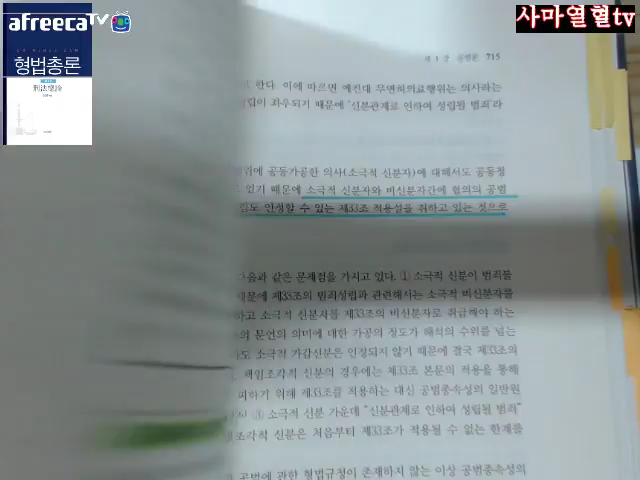 afreecaTV
사마열혈tv
형법총론
刑法總論
제 1 장 공범론 715
한다. 이에 따르면 예컨대 무면허의료행위는 의사라는
성립이 좌우되기 때문에 "신분관계로 인하여 성립될 범죄"라
공동가공한 의사(소극적 신분자)에 대해서도 공동정
있기 때문에 소극적 신분자와 비신분자간에 협의의 공범
인정할 수 있는 제33조 적용설를 취하고 있는 것으로
다음과 같은 문제점을 가지고 있다. ① 소극적 신분이 범죄를
때문에 제33조의 범죄성립과 관련해서는 소극적 비신분자를
하고 소극적 신분자를 제33조의 비신분자로 취급해야 하는
문언의 의미에 대한 가공의 정도가 해석의 수위를 넘는
소극적 가감신분은 인정되지 않기 때문에 결국 제33조의
책임조각적 신분의 경우에는 제33조 본문의 적용을 통해
피하기 위해 제33조를 적용하는 대신 공범종속성의 일반원
③ 소극적 신분 가운데 "신분관계로 인하여 성립될 범죄"
조각적 신분은 처음부터 제33조가 적용될 수 없는 한계를
공범에 관한 형법규정이 존재하지 않는 이상 공범종속성의